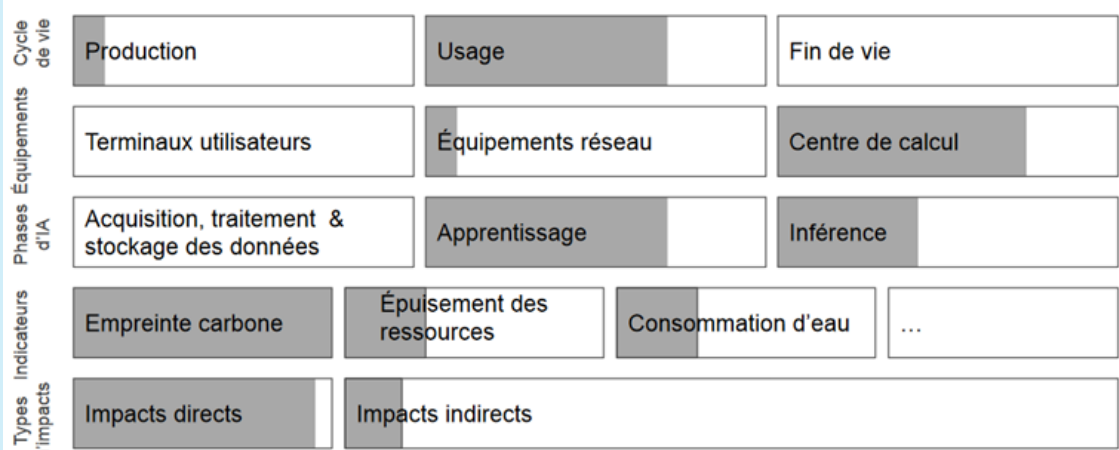 Cycle
de vie
Production
Usage
Fin de vie
Équipements
Terminaux utilisateurs
Équipements réseau
Centre de calcul
Phases
d'IA
Acquisition, traitement &
stockage des données
Apprentissage
Inférence
Indicateurs
Empreinte carbone
Épuisement des
ressources
Consommation d'eau
...
Types
d'impacts
Impacts directs
Impacts indirects